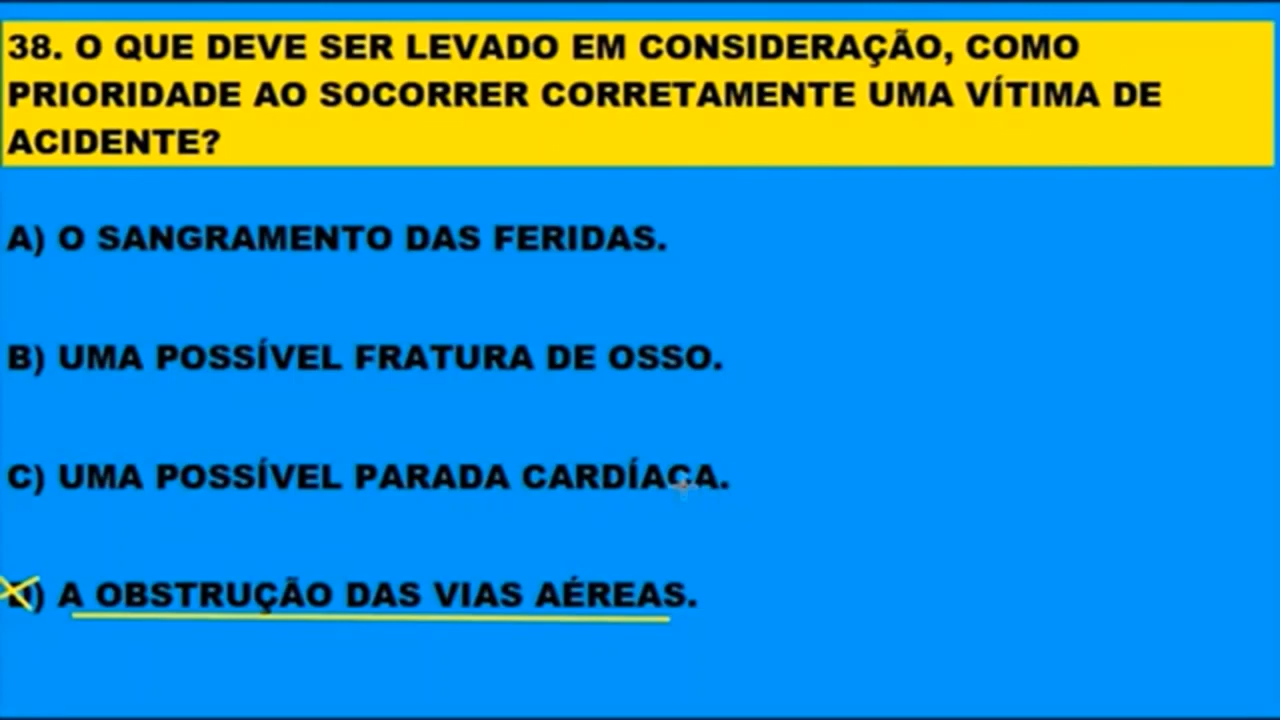 38. O QUE DEVE SER LEVADO EM CONSIDERAÇÃO, COMO
PRIORIDADE AO SOCORRER CORRETAMENTE UMA VÍTIMA DE
ACIDENTE?
A) O SANGRAMENTO DAS FERIDAS.
B) UMA POSSÍVEL FRATURA DE OSSO.
C) UMA POSSÍVEL PARADA CARDÍACA.
D) A OBSTRUÇÃO DAS VIAS AÉREAS.